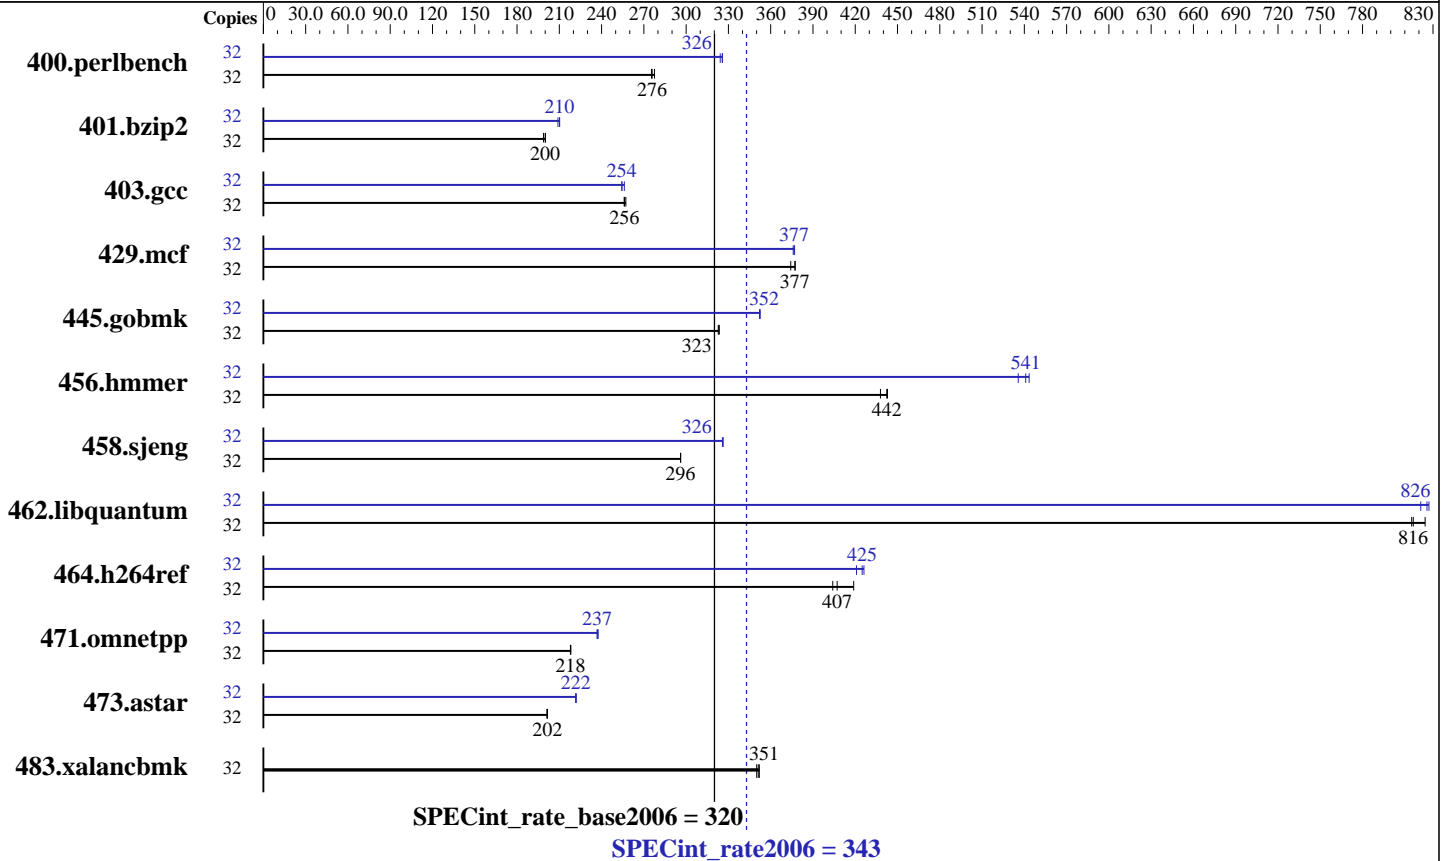 Copies 0 30.0 60.0 90.0 120 150 180 210 240 270 300 330 360 390 420 450 480 510 540 570 600 630 660 690 720 750 780 830
400.perlbench 32 326
32 276
401.bzip2 32 210
32 200
403.gcc 32 254
32 256
429.mcf 32 377
32 377
445.gobmk 32 352
32 323
456.hmmer 32 541
32 442
458.sjeng 32 326
32 296
462.libquantum 32 826
32 816
464.h264ref 32 425
32 407
471.omnetpp 32 237
32 218
473.astar 32 222
32 202
483.xalancbmk 32 351
SPECint_rate_base2006 = 320
SPECint_rate2006 = 343